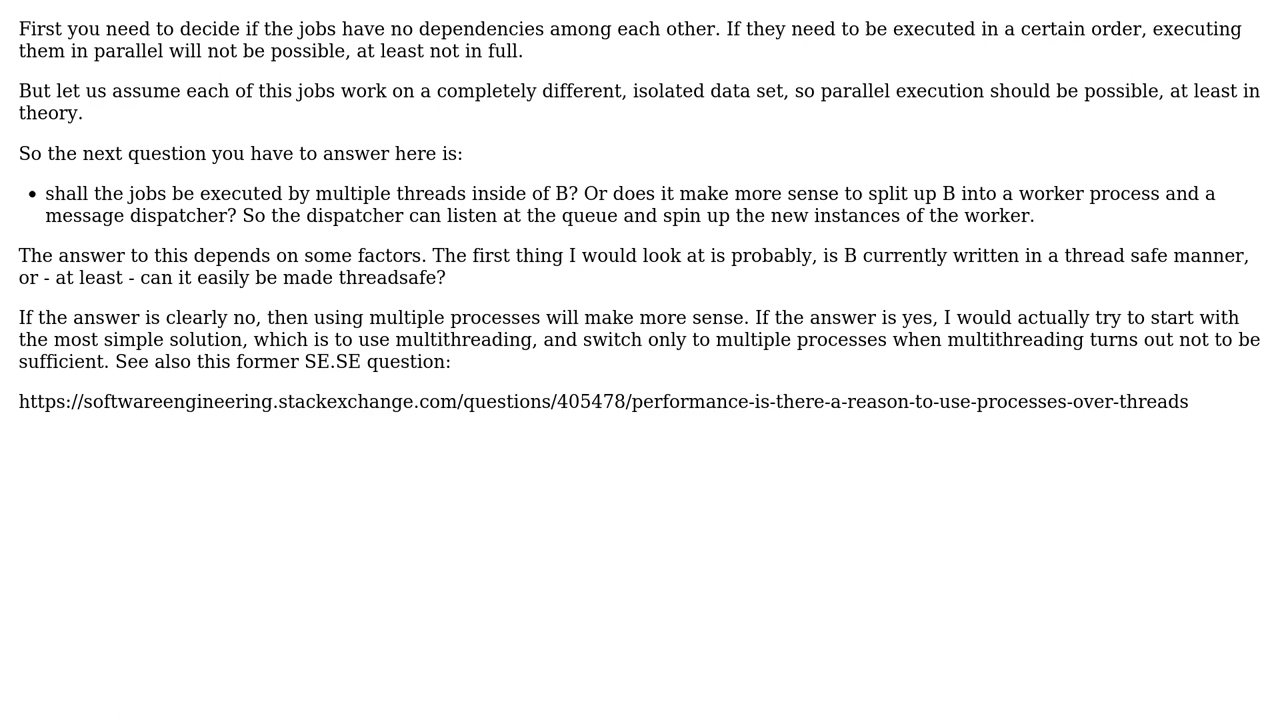 First you need to decide if the jobs have no dependencies among each other. If they need to be executed in a certain order, executing
them in parallel will not be possible, at least not in full.
But let us assume each of this jobs work on a completely different, isolated data set, so parallel execution should be possible, at least in
theory.
So the next question you have to answer here is:
• shall the jobs be executed by multiple threads inside of B? Or does it make more sense to split up B into a worker process and a
message dispatcher? So the dispatcher can listen at the queue and spin up the new instances of the worker.
The answer to this depends on some factors. The first thing I would look at is probably, is B currently written in a thread safe manner,
or - at least - can it easily be made threadsafe?
If the answer is clearly no, then using multiple processes will make more sense. If the answer is yes, I would actually try to start with
the most simple solution, which is to use multithreading, and switch only to multiple processes when multithreading turns out not to be
sufficient. See also this former SE.SE question:
https://softwareengineering.stackexchange.com/questions/405478/performance-is-there-a-reason-to-use-processes-over-threads